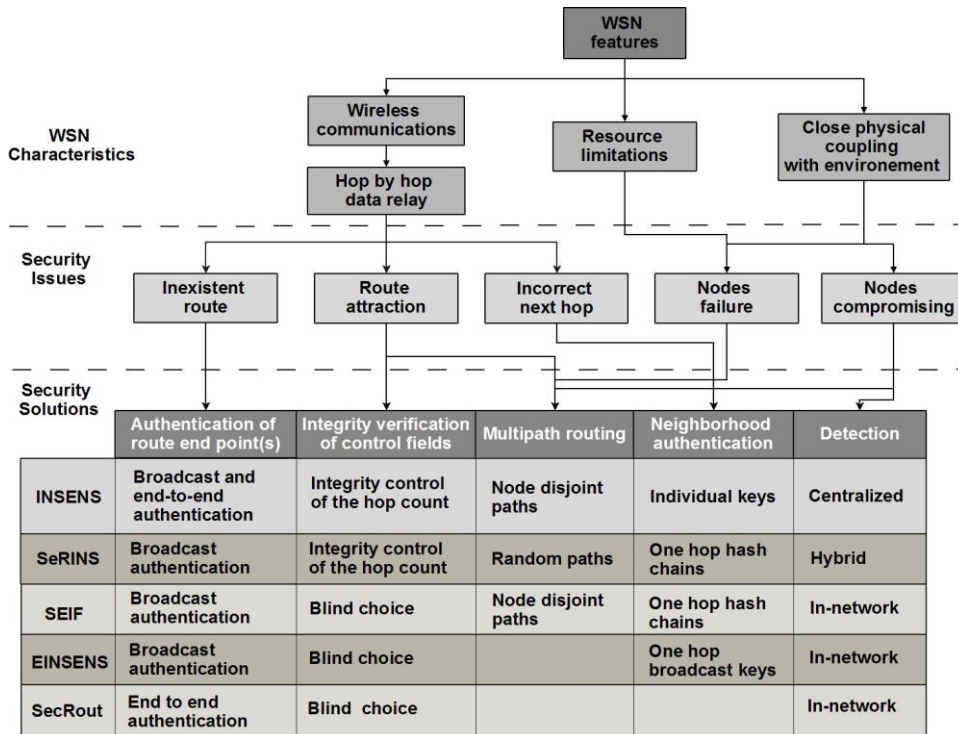 WSN
features
Wireless
communications
Resource
limitations
Close physical
coupling
with environement
WSN
Characteristics
Hop by hop
data relay
Security
Issues
Inexistent
route
Route
attraction
Incorrect
next hop
Nodes
failure
Nodes
compromising
Security
Solutions
Authentication of
route end point(s)
Integrity verification
of control fields
Multipath routing
Neighborhood
authentication
Detection
INSENS
Broadcast and
end-to-end
authentication
Integrity control
of the hop count
Node disjoint
paths
Individual keys
Centralized
SeRINS
Broadcast
authentication
Integrity control
of the hop count
Random paths
One hop hash
chains
Hybrid
SEIF
Broadcast
authentication
Blind choice
Node disjoint
paths
One hop hash
chains
In-network
EINSENS
Broadcast
authentication
Blind choice
One hop
broadcast keys
In-network
SecRout
End to end
authentication
Blind choice
In-network